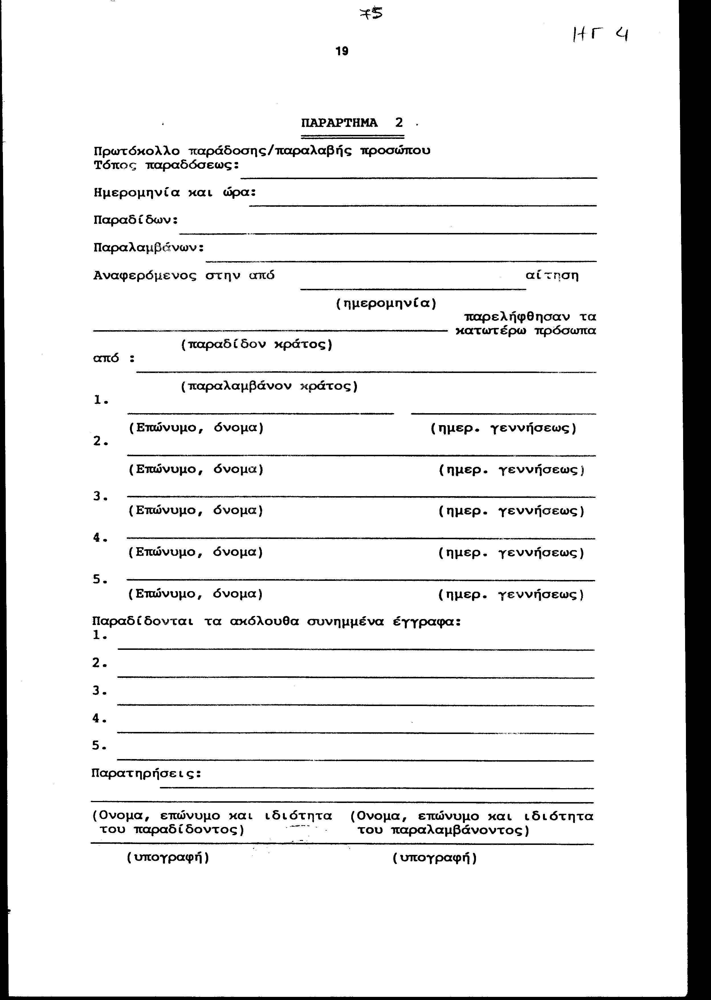 75
ΗΓ 4
19
ΠΑΡΑΡΤΗΜΑ 2
Πρωτόκολλο παράδοσης/παραλαβής προσώπου
Τόπος παραδόσεως:
Ημερομηνία και ώρα:
Παραδίδων:
Παραλαμβάνων:
Αναφερόμενος στην από αίτηση
(ημερομηνία)
παρελήφθησαν τα
κατωτέρω πρόσωπα
(παραδίδον κράτος)
από :
(παραλαμβάνον κράτος)
1.
(Επώνυμο, όνομα) (ημερ. γεννήσεως)
2.
(Επώνυμο, όνομα) (ημερ. γεννήσεως)
3.
(Επώνυμο, όνομα) (ημερ. γεννήσεως)
4.
(Επώνυμο, όνομα) (ημερ. γεννήσεως)
5.
(Επώνυμο, όνομα) (ημερ. γεννήσεως)
Παραδίδονται τα ακόλουθα συνημμένα έγγραφα:
1.
2.
3.
4.
5.
Παρατηρήσεις:
(Ονομα, επώνυμο και ιδιότητα (Ονομα, επώνυμο και ιδιότητα
του παραδίδοντος) του παραλαμβάνοντος)
(υπογραφή) (υπογραφή)